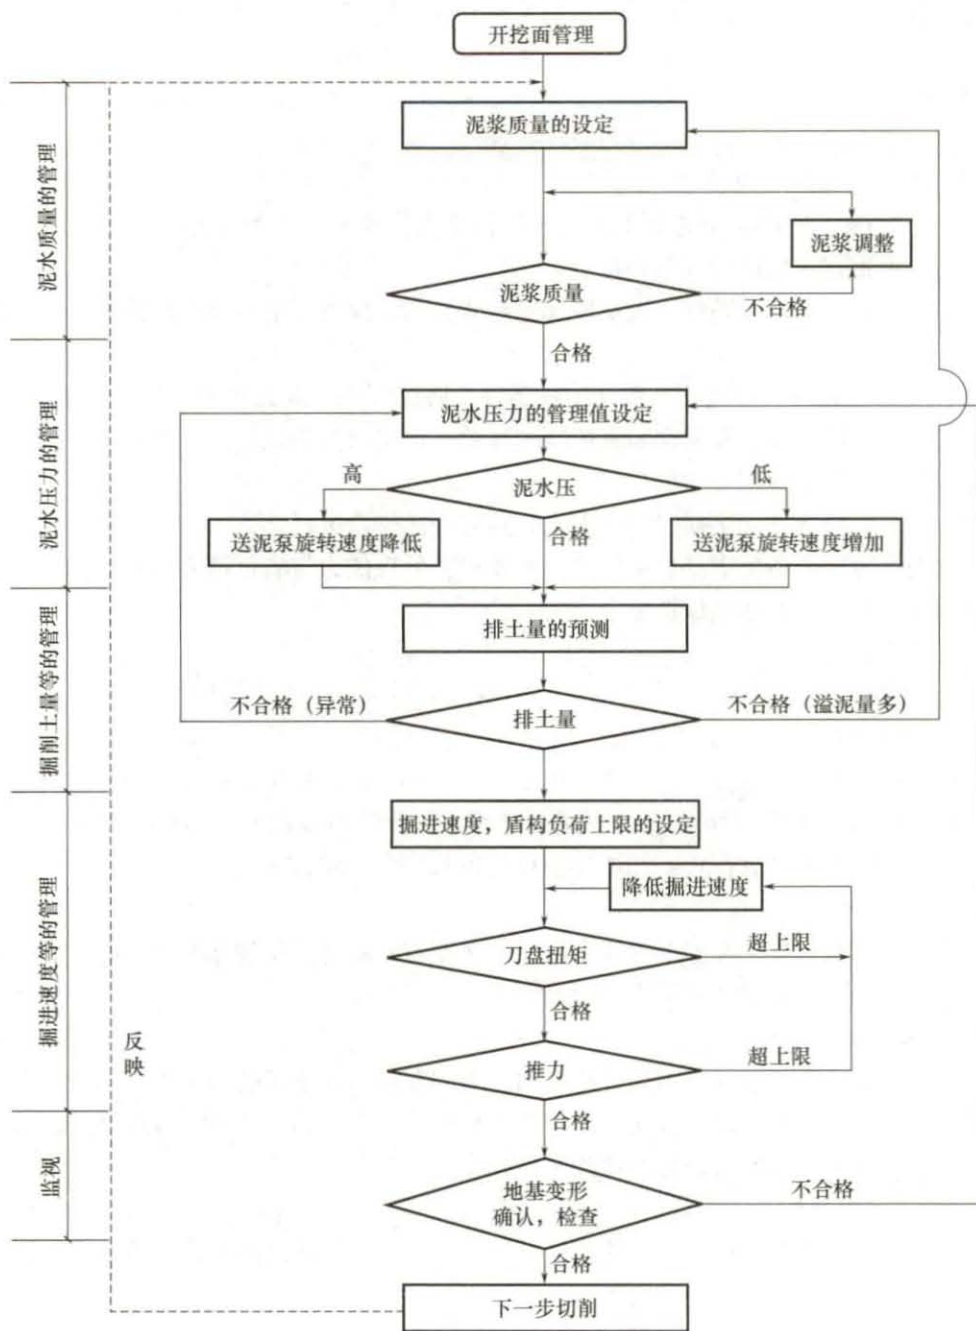 开挖面管理
泥浆质量的设定
泥水质量的管理
泥浆调整
泥浆质量
不合格
合格
泥水压力的管理值设定
泥水压力的管理
高
泥水压
低
送泥泵旋转速度降低
合格
送泥泵旋转速度增加
排土量的预测
掘削土量等的管理
不合格（异常）
排土量
不合格（溢泥量多）
掘进速度，盾构负荷上限的设定
降低掘进速度
掘进速度等的管理
刀盘扭矩
超上限
合格
反
映
推力
超上限
合格
监视
地基变形
确认，检查
不合格
合格
下一步切削